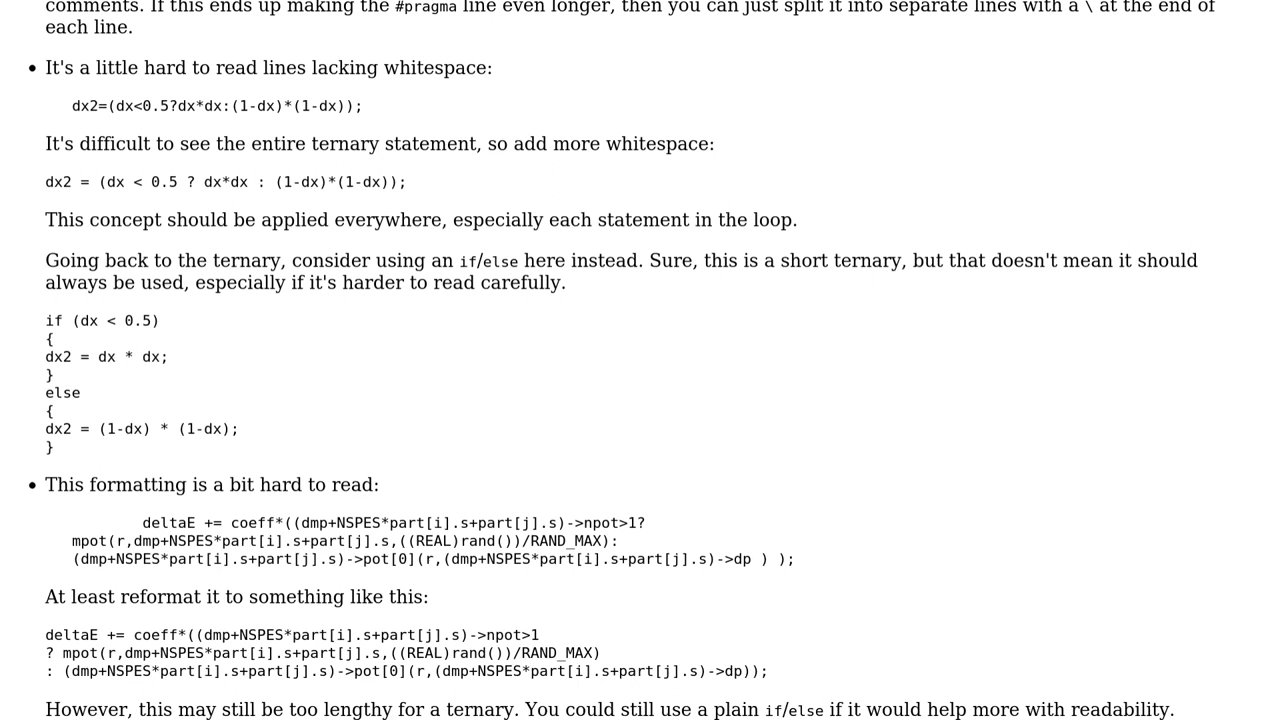 comments. If this ends up making the #pragma line even longer, then you can just split it into separate lines with a \ at the end of
each line.
• It's a little hard to read lines lacking whitespace:
dx2=(dx<0.5?dx*dx:(1-dx)*(1-dx));
It's difficult to see the entire ternary statement, so add more whitespace:
dx2 = (dx < 0.5 ? dx*dx : (1-dx)*(1-dx));
This concept should be applied everywhere, especially each statement in the loop.
Going back to the ternary, consider using an if/else here instead. Sure, this is a short ternary, but that doesn't mean it should
always be used, especially if it's harder to read carefully.
if (dx < 0.5)
{
dx2 = dx * dx;
}
else
{
dx2 = (1-dx) * (1-dx);
}
• This formatting is a bit hard to read:
deltaE += coeff*((dmp+NSPES*part[i].s+part[j].s)->npot>1?
mpot(r,dmp+NSPES*part[i].s+part[j].s,((REAL)rand())/RAND_MAX):
(dmp+NSPES*part[i].s+part[j].s)->pot[0](r,(dmp+NSPES*part[i].s+part[j].s)->dp ) );
At least reformat it to something like this:
deltaE += coeff*((dmp+NSPES*part[i].s+part[j].s)->npot>1
? mpot(r,dmp+NSPES*part[i].s+part[j].s,((REAL)rand())/RAND_MAX)
: (dmp+NSPES*part[i].s+part[j].s)->pot[0](r,(dmp+NSPES*part[i].s+part[j].s)->dp));
However, this may still be too lengthy for a ternary. You could still use a plain if/else if it would help more with readability.